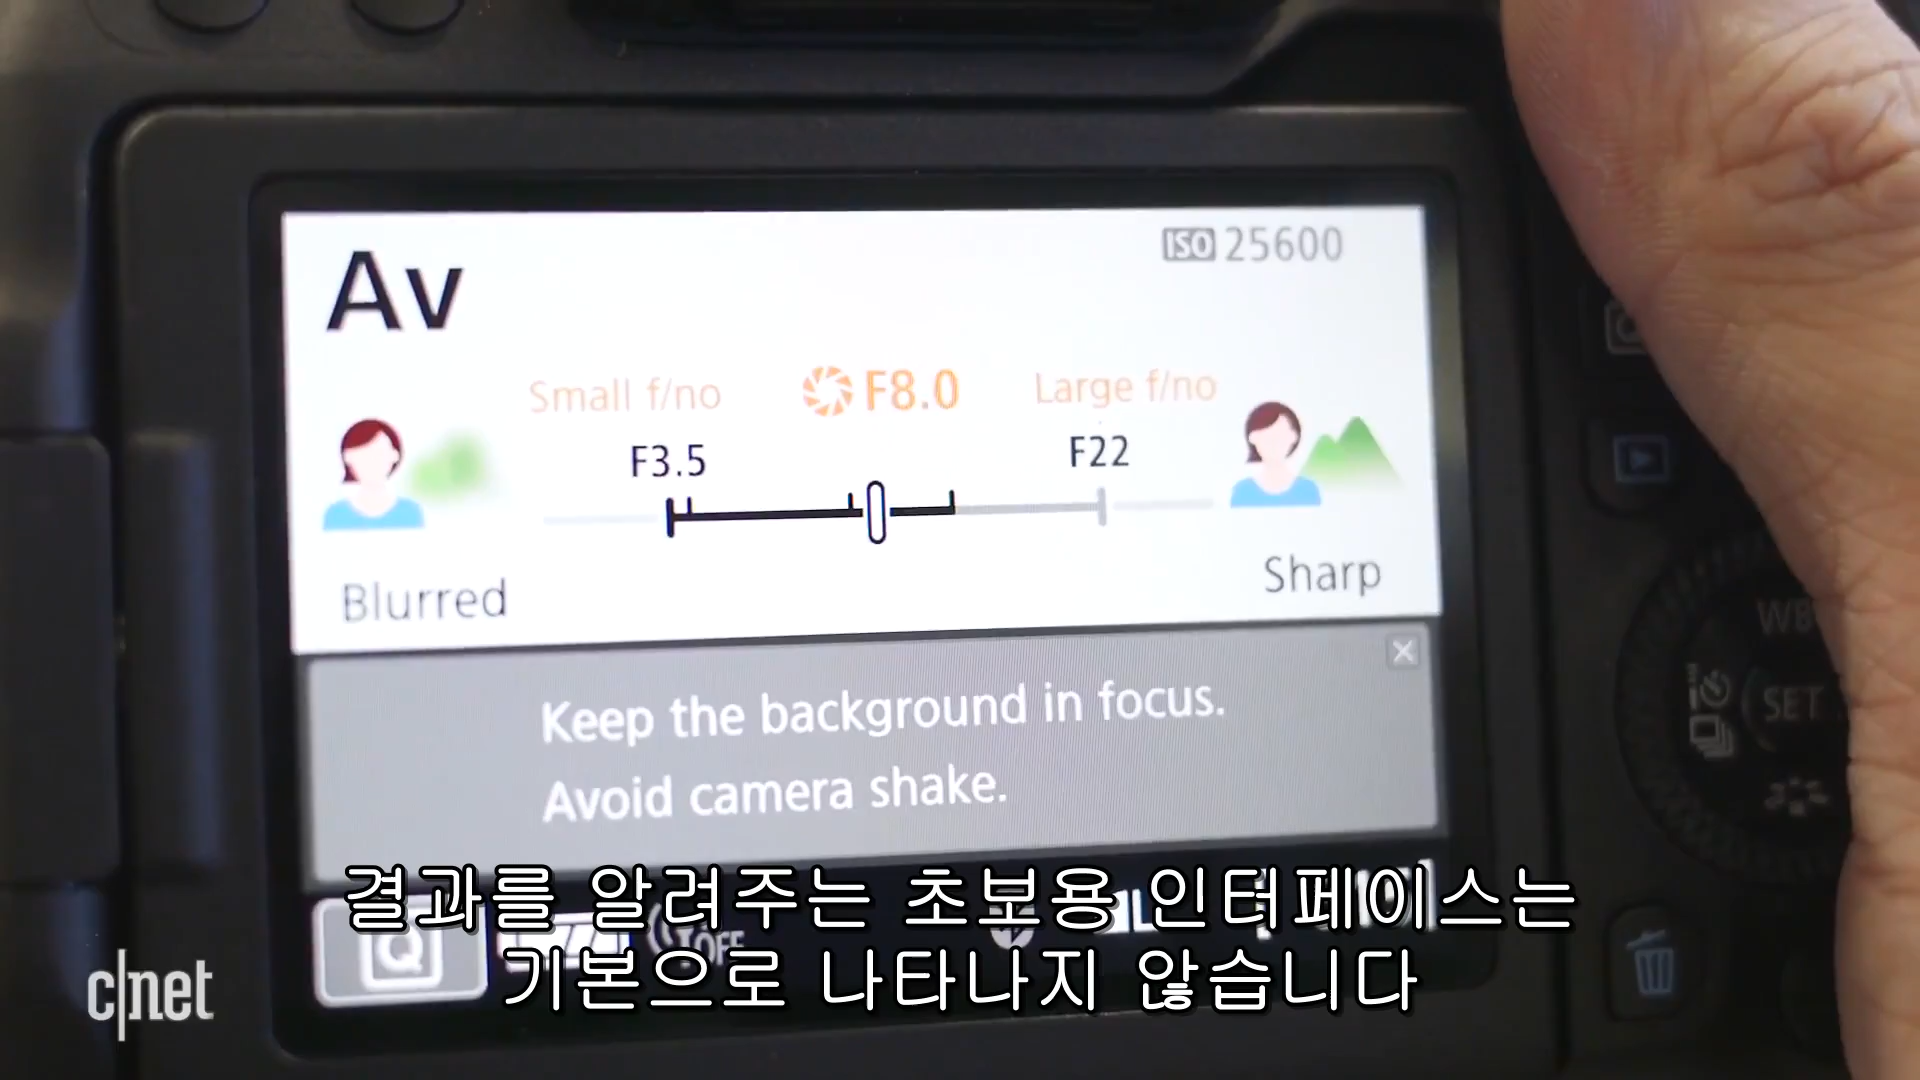 Av
ISO 25600
Small f/no
F8.0
Large f/no
F3.5
F22
Blurred
Sharp
Keep the background in focus.
Avoid camera shake.
Q
OFF
SET
결과를 알려주는 초보용 인터페이스는
기본으로 나타나지 않습니다
c|net